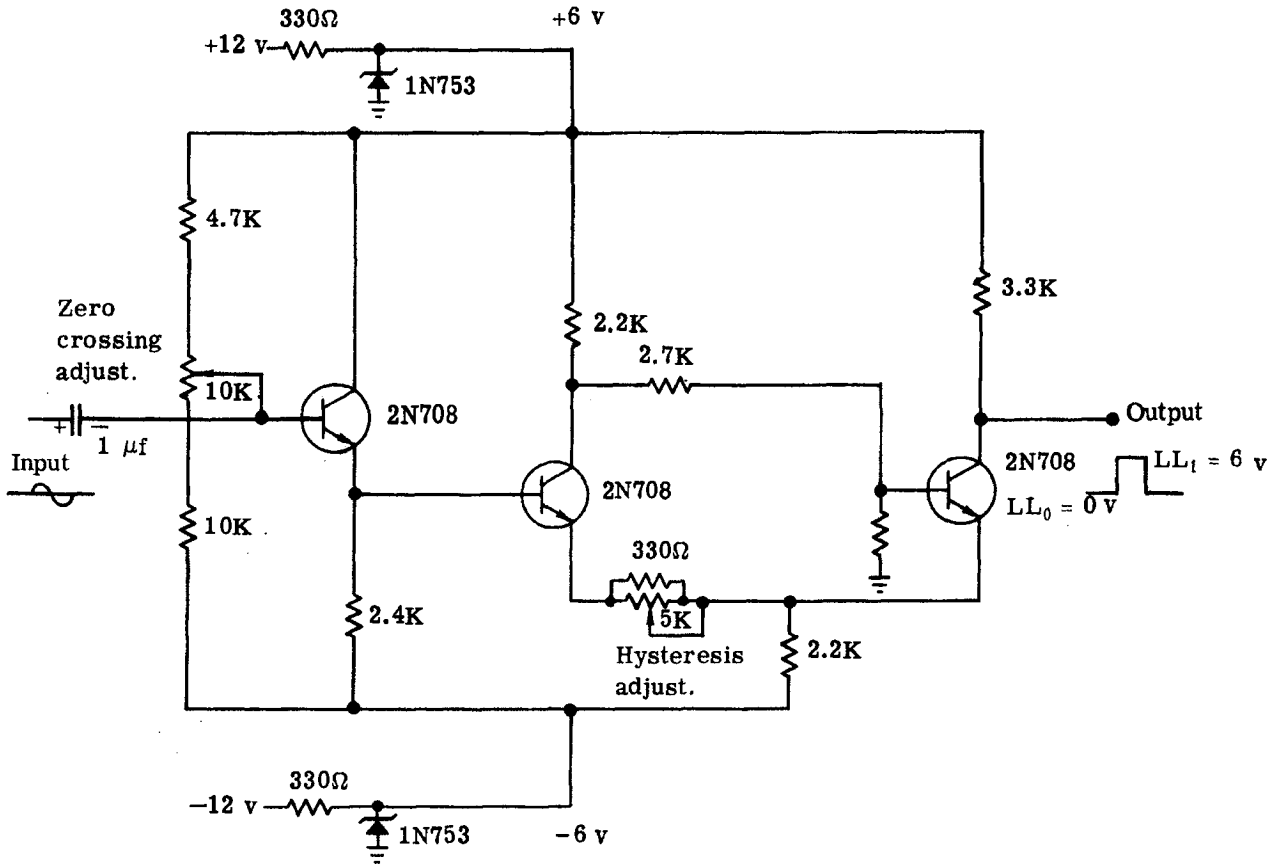 330Ω
+6 v
+12 v
1N753
4.7K
3.3K
Zero
crossing
adjust.
2.2K
2.7K
10K
2N708
Output
+
−
1 μf
Input
2N708
2N708
LL₁ = 6 v
LL₀ = 0 v
10K
330Ω
5K
2.4K
2.2K
Hysteresis
adjust.
330Ω
−12 v
1N753
−6 v